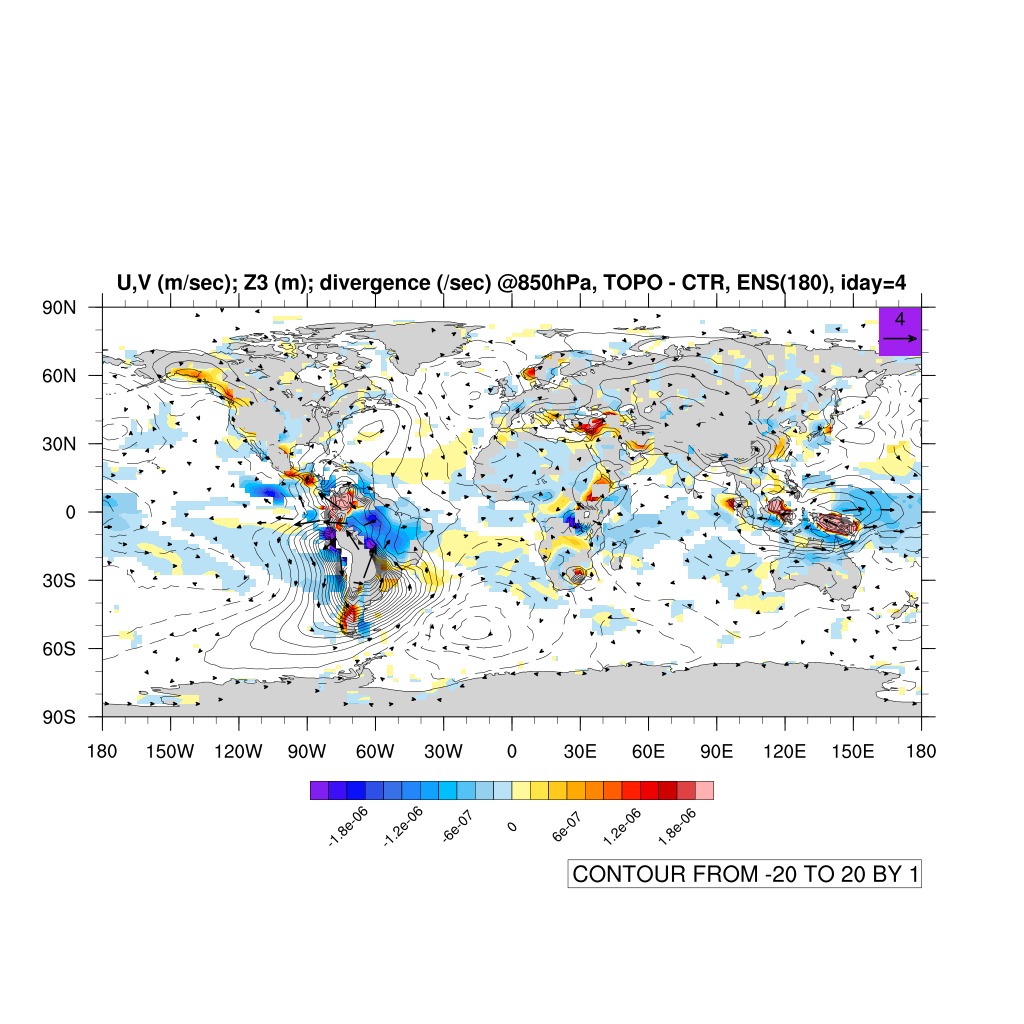 U,V (m/sec); Z3 (m); divergence (/sec) @850hPa, TOPO - CTR, ENS(180), iday=4
4
90N
60N
30N
0
30S
60S
90S
180 150W 120W 90W 60W 30W 0 30E 60E 90E 120E 150E 180
-1.8e-06 -1.2e-06 -6e-07 0 6e-07 1.2e-06 1.8e-06
CONTOUR FROM -20 TO 20 BY 1